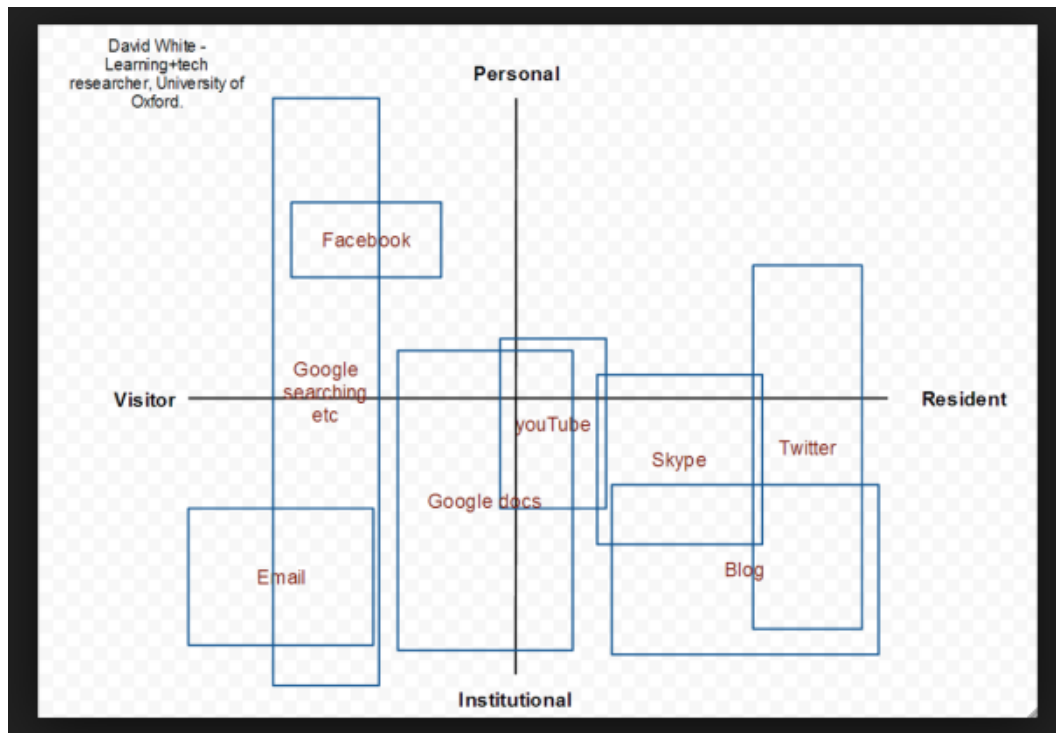 David White -
Learning+tech
researcher, University of
Oxford.
Personal
Facebook
Google
searching
etc
Visitor
Resident
youTube
Twitter
Skype
Google docs
Blog
Email
Institutional